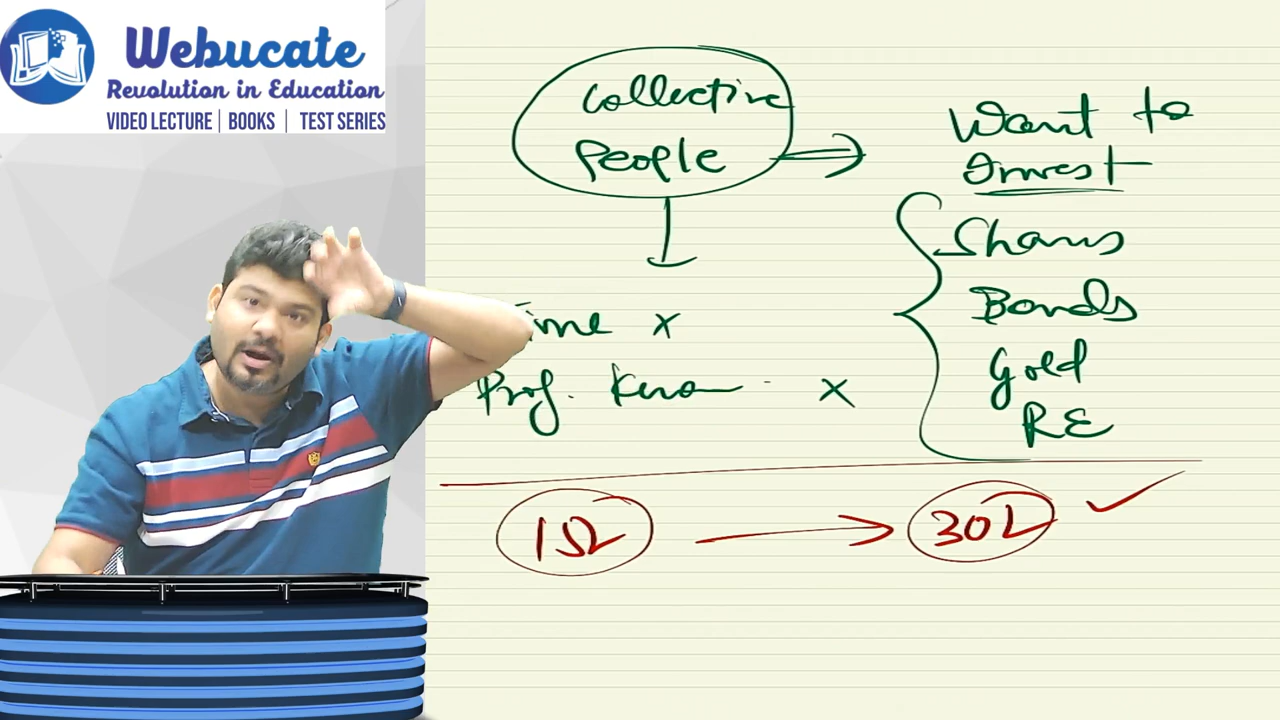 Webucate
Revolution in Education
VIDEO LECTURE | BOOKS | TEST SERIES
Collective
People
Want to
Invest
Shares
Bonds
Gold
RE
Time x
Prof. Know x
15L
30L